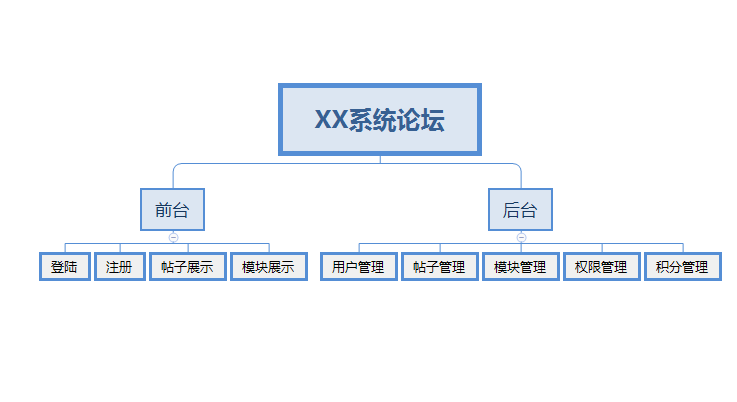 XX系统论坛
前台
后台
登陆
注册
帖子展示
模块展示
用户管理
帖子管理
模块管理
权限管理
积分管理